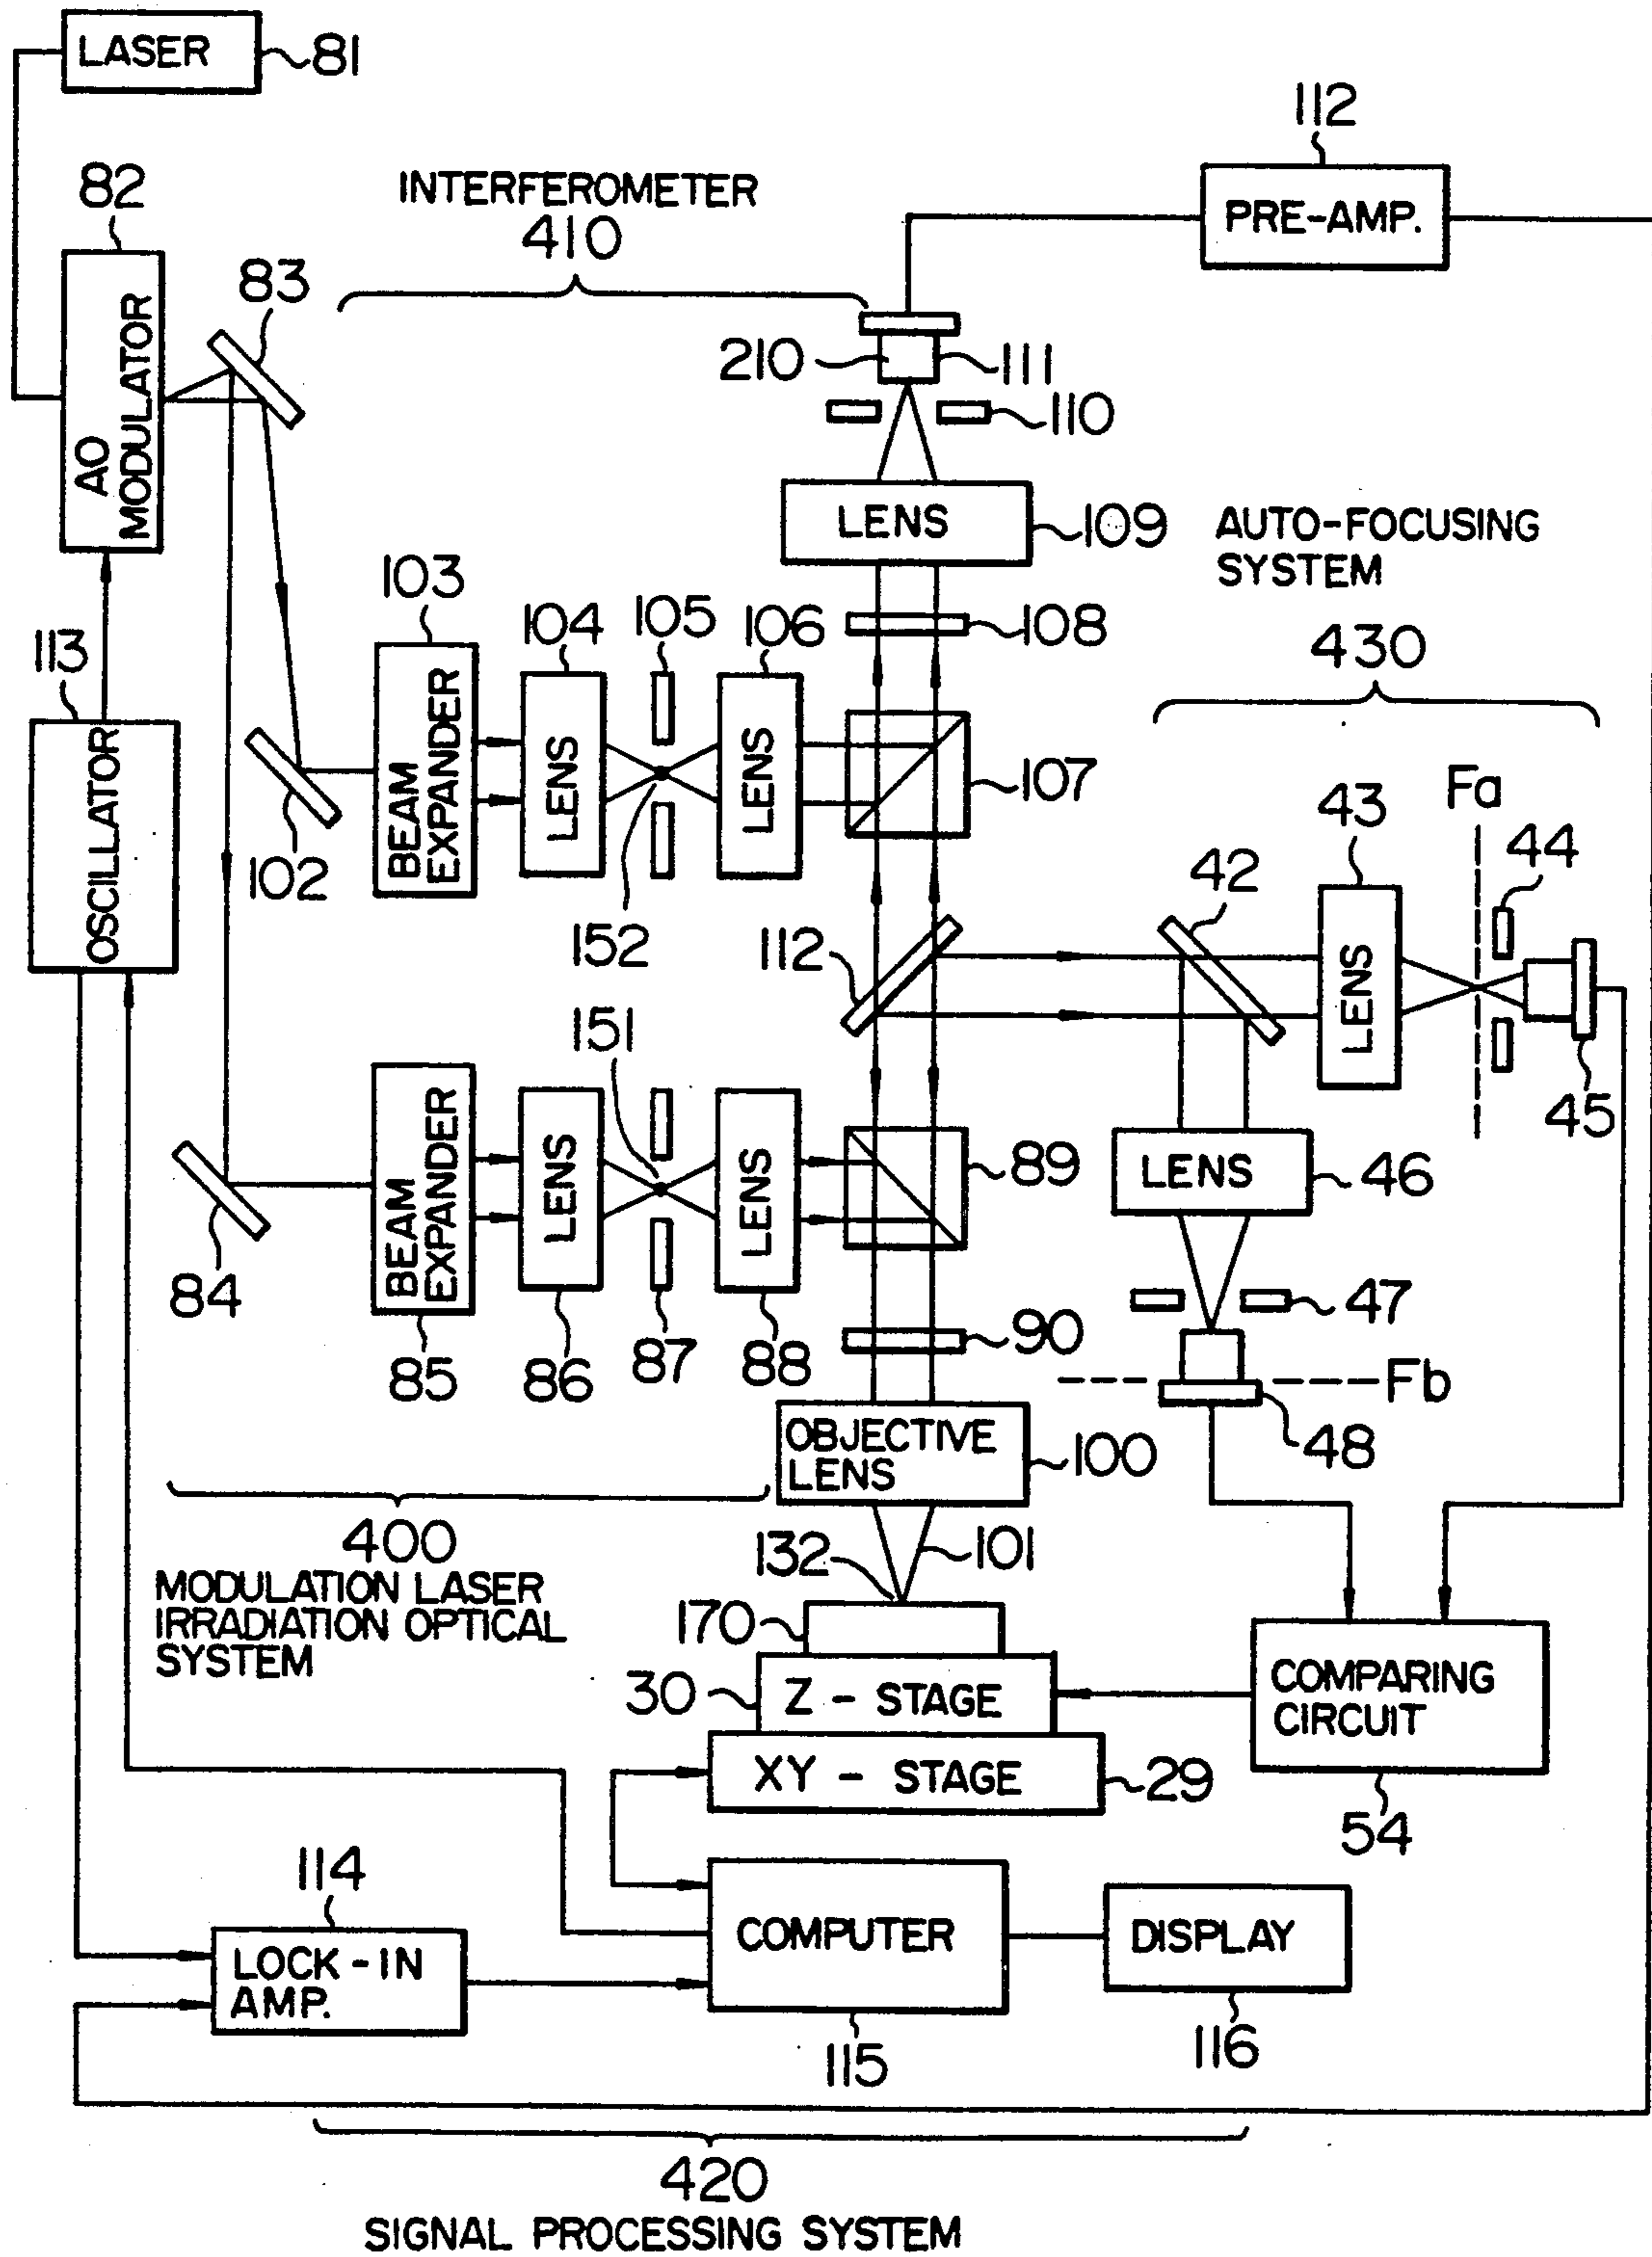 LASER
81
112
PRE-AMP.
INTERFEROMETER
410
82
83
AO
MODULATOR
210
111
110
LENS
109
AUTO-FOCUSING
SYSTEM
430
108
103
104
105
106
113
OSCILLATOR
BEAM
EXPANDER
LENS
LENS
107
102
152
112
42
43
Fa
44
LENS
45
151
BEAM
EXPANDER
LENS
LENS
89
LENS
46
84
85
86
87
88
90
47
Fb
48
OBJECTIVE
LENS
100
400
MODULATION LASER
IRRADIATION OPTICAL
SYSTEM
132
101
170
30
Z - STAGE
COMPARING
CIRCUIT
XY - STAGE
29
54
114
LOCK-IN
AMP.
COMPUTER
DISPLAY
115
116
420
SIGNAL PROCESSING SYSTEM